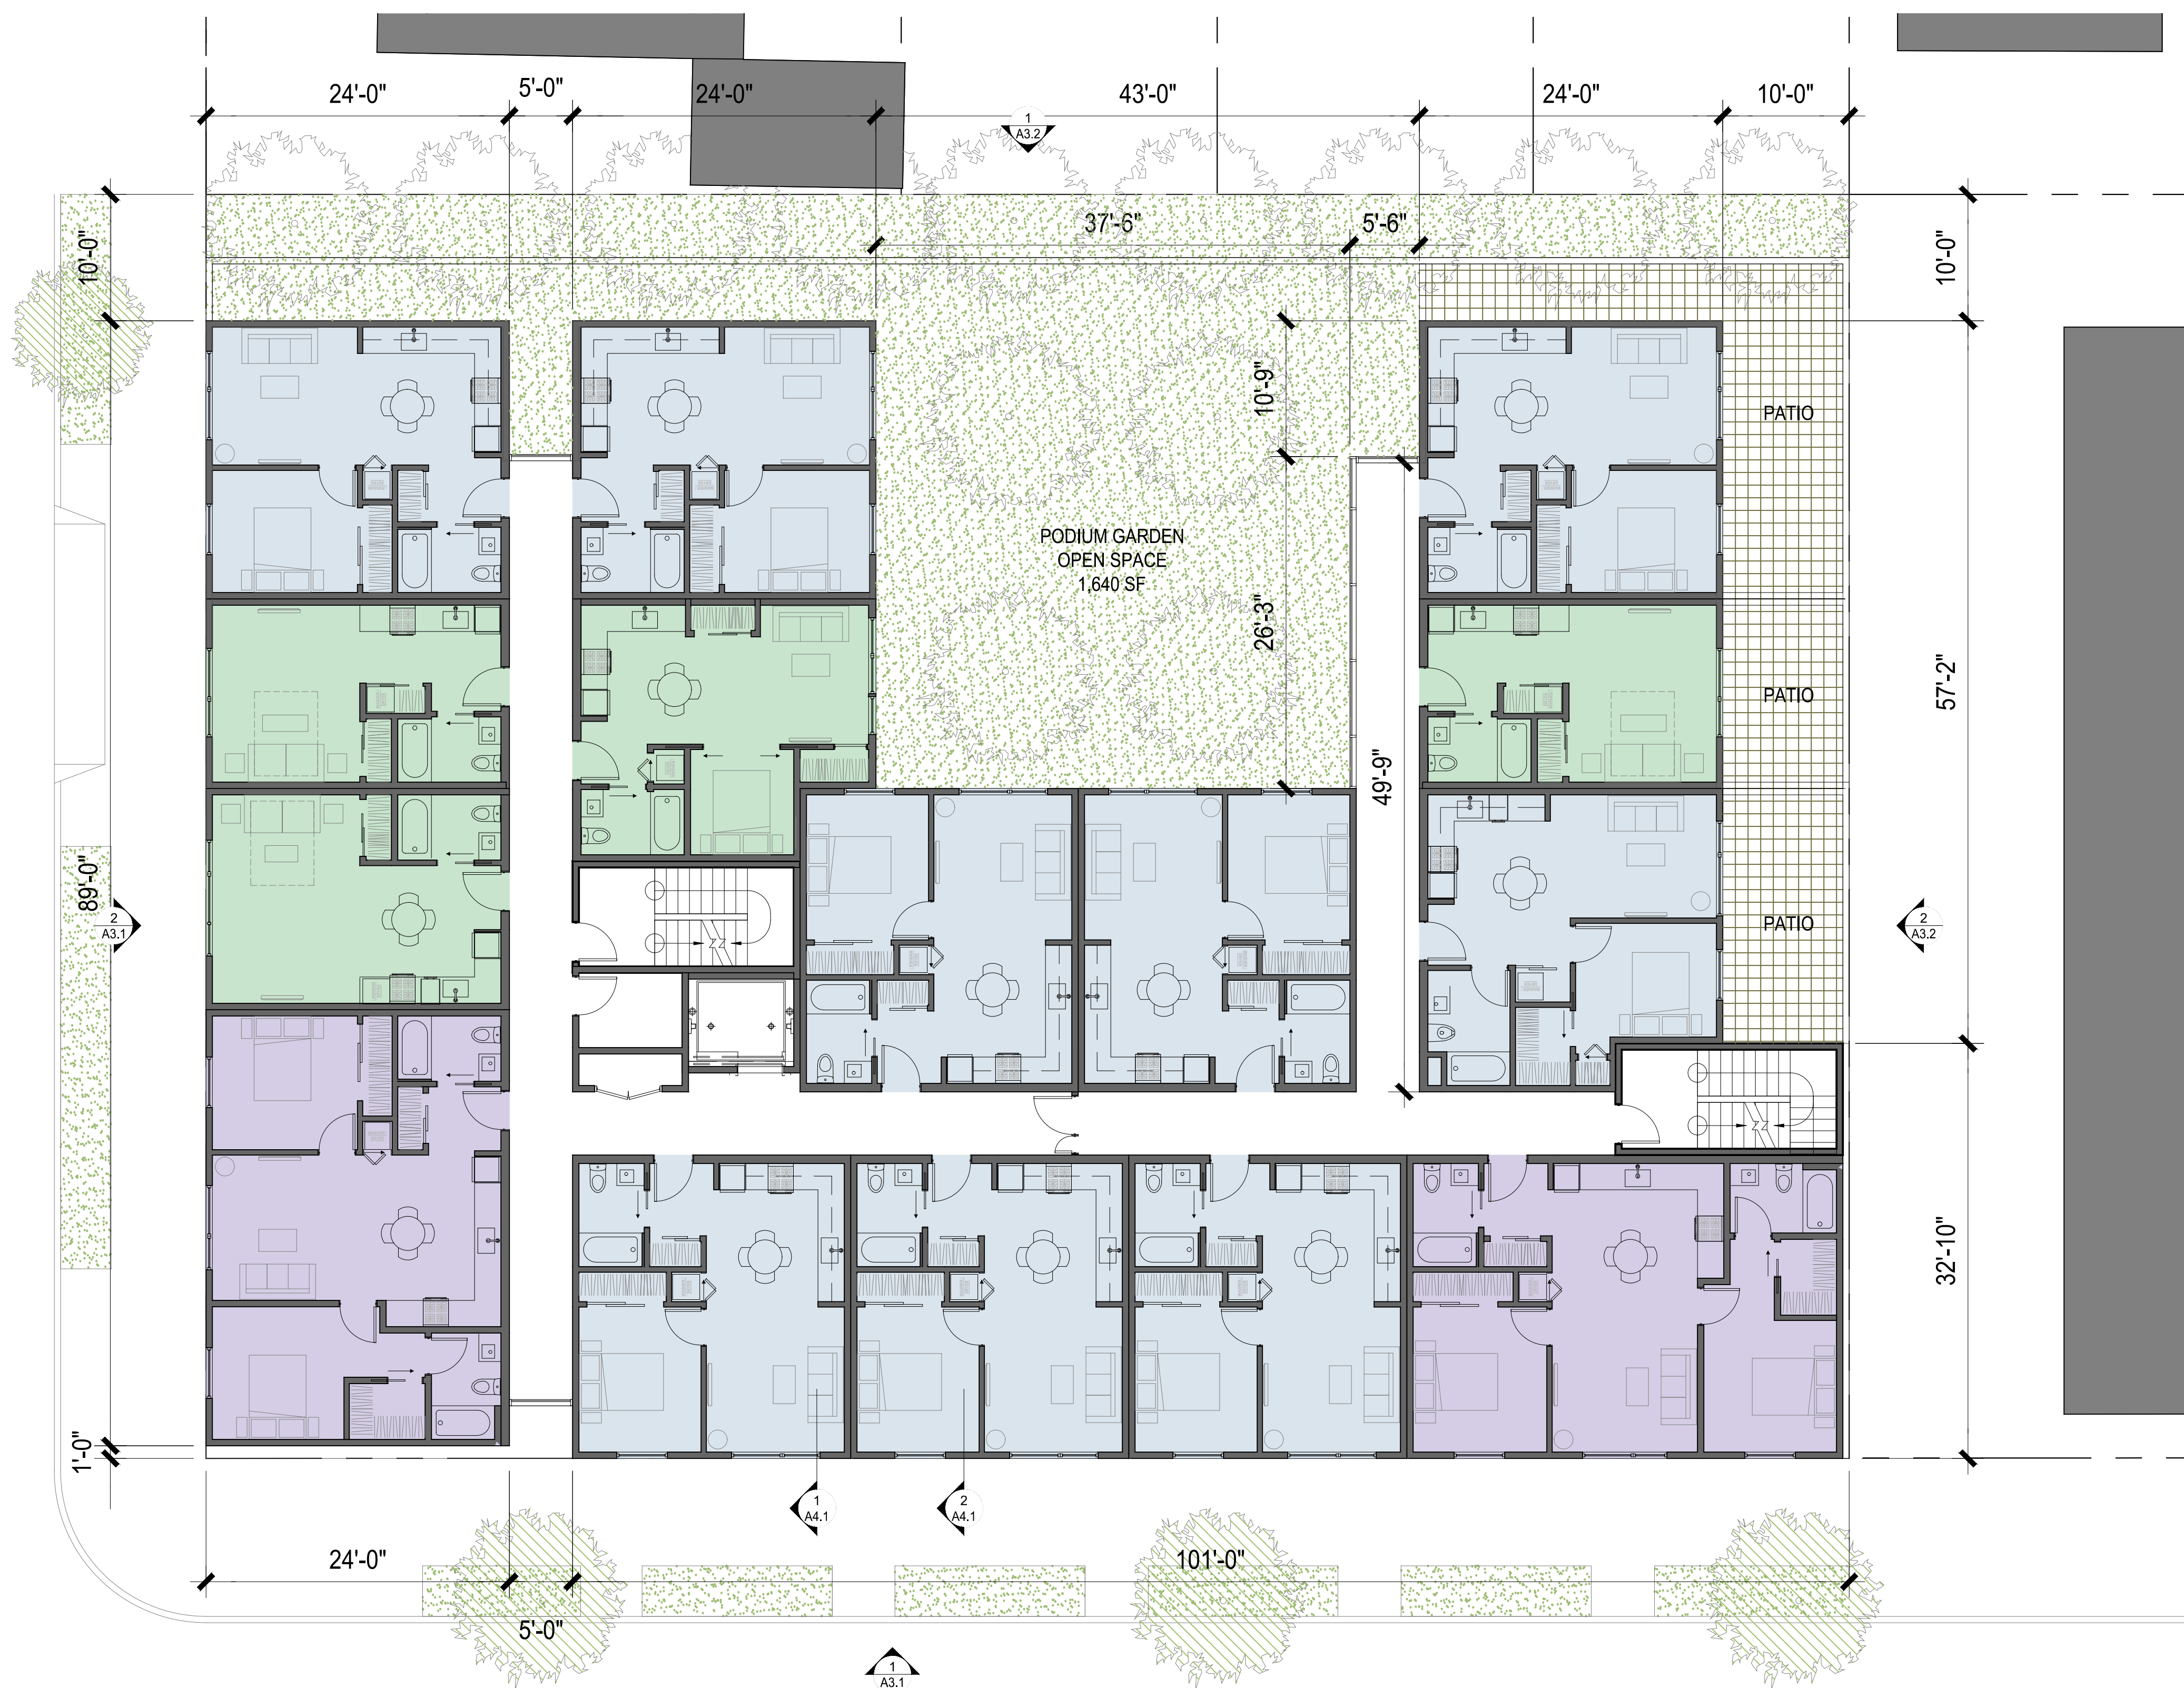 24'-0"
5'-0"
24'-0"
43'-0"
24'-0"
10'-0"
1
A3.2
37'-6"
5'-6"
10'-0"
10'-0"
10'-9"
PATIO
PODIUM GARDEN
OPEN SPACE
1,640 SF
26'-3"
PATIO
57'-2"
49'-9"
89'-0"
2
A3.1
PATIO
2
A3.2
32'-10"
1'-0"
1
A4.1
2
A4.1
24'-0"
101'-0"
5'-0"
1
A3.1